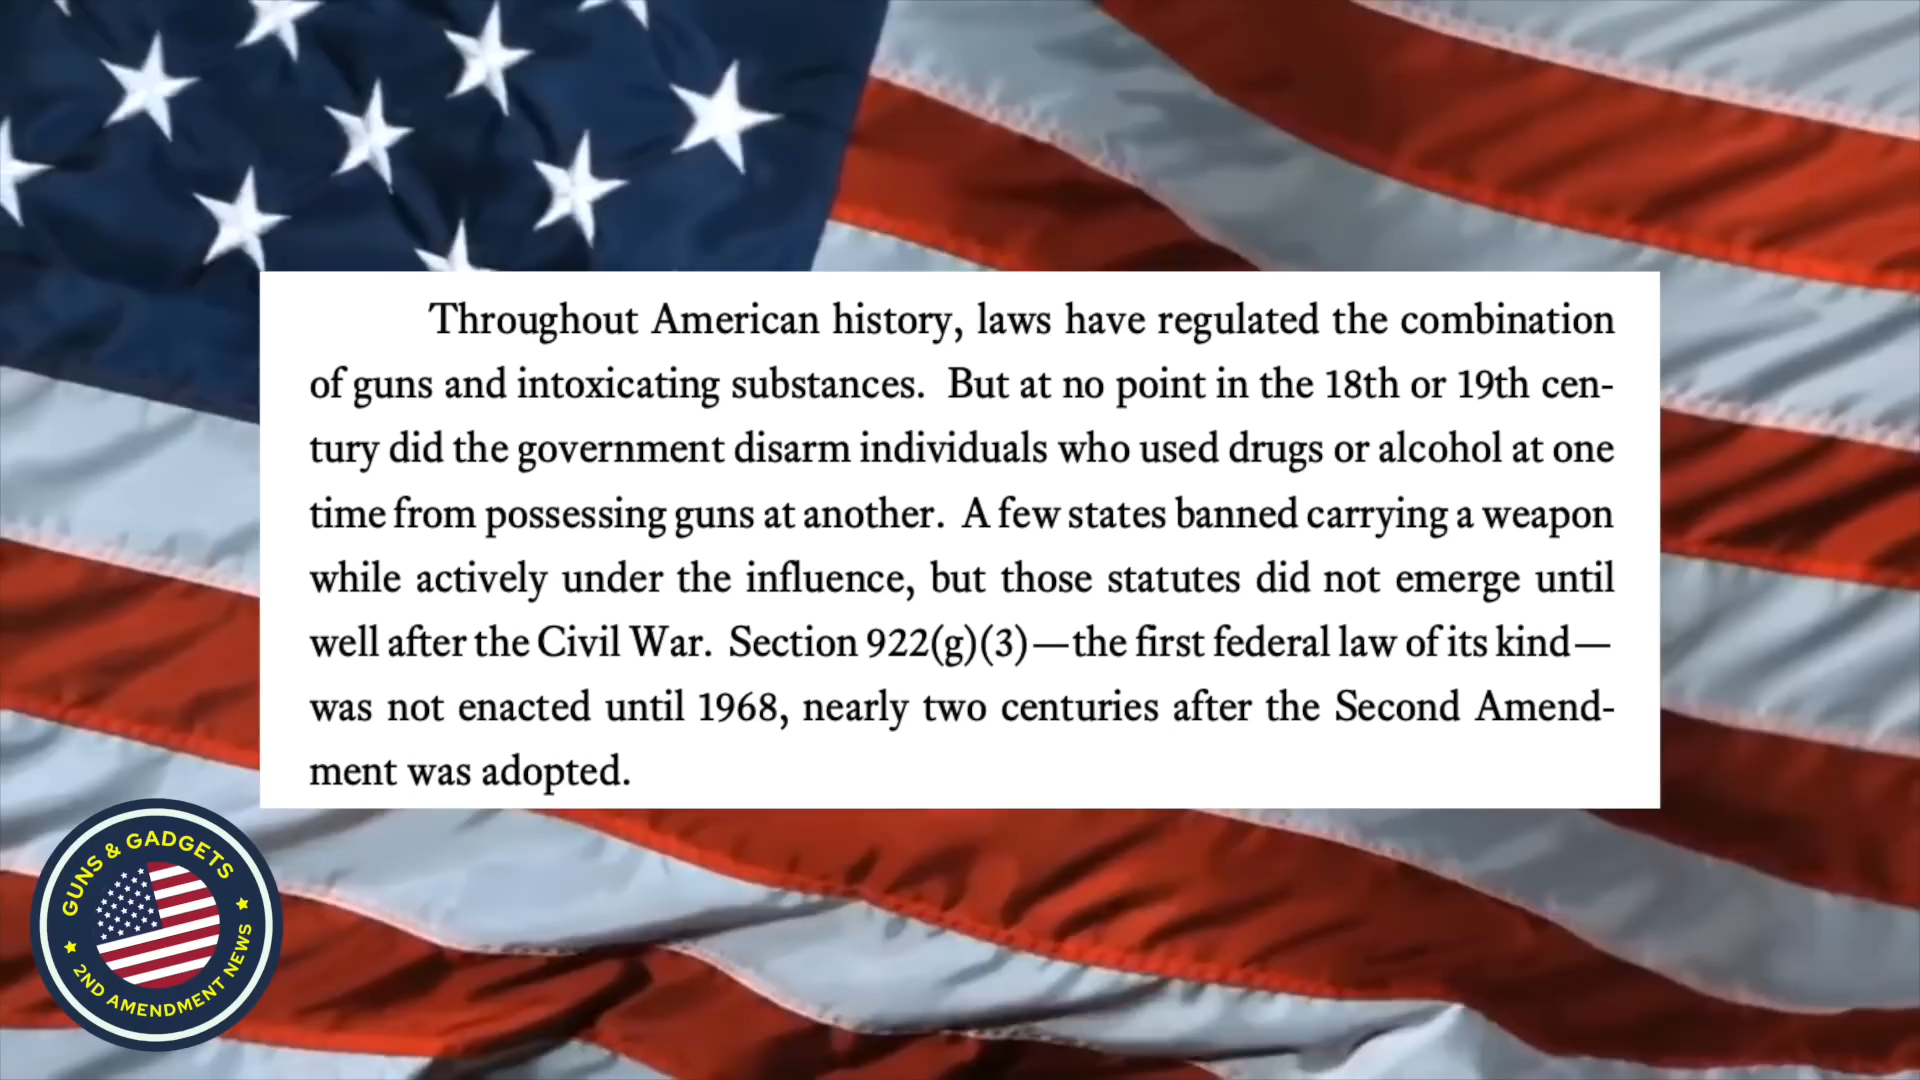 Throughout American history, laws have regulated the combination
of guns and intoxicating substances. But at no point in the 18th or 19th cen-
tury did the government disarm individuals who used drugs or alcohol at one
time from possessing guns at another. A few states banned carrying a weapon
while actively under the influence, but those statutes did not emerge until
well after the Civil War. Section 922(g)(3)—the first federal law of its kind—
was not enacted until 1968, nearly two centuries after the Second Amend-
ment was adopted.
GUNS & GADGETS
2ND AMENDMENT NEWS